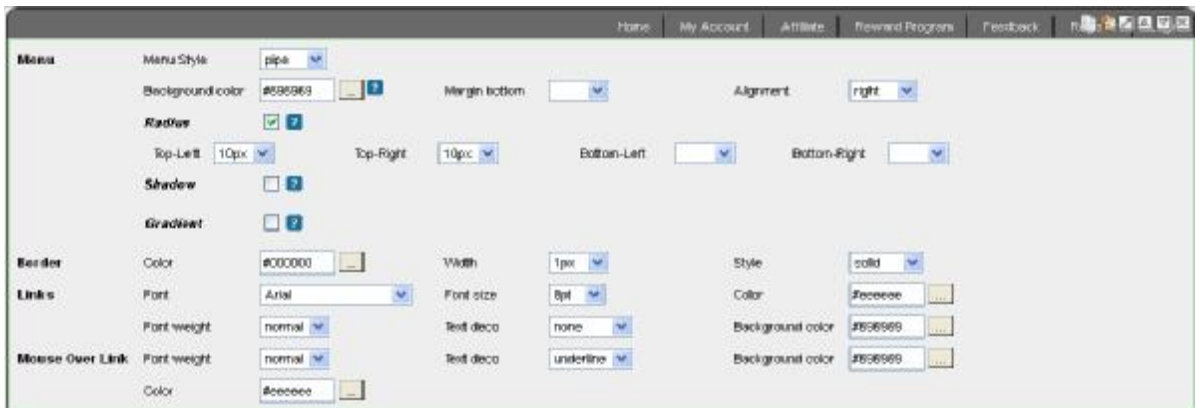 Home My Account Affiliate Reward Program Feedback
Menu Menu Style pipe
Background color #696969 ... ? Margin bottom Alignment right
Radius ?
Top-Left 10px Top-Right 10px Bottom-Left Bottom-Right
Shadow ?
Gradient ?
Border Color #000000 ... Width 1px Style solid
Links Font Arial Font size 8pt Color #eeeeee ...
Font weight normal Text deco none Background color #696969 ...
Mouse Over Link Font weight normal Text deco underline Background color #696969 ...
Color #eeeeee ...